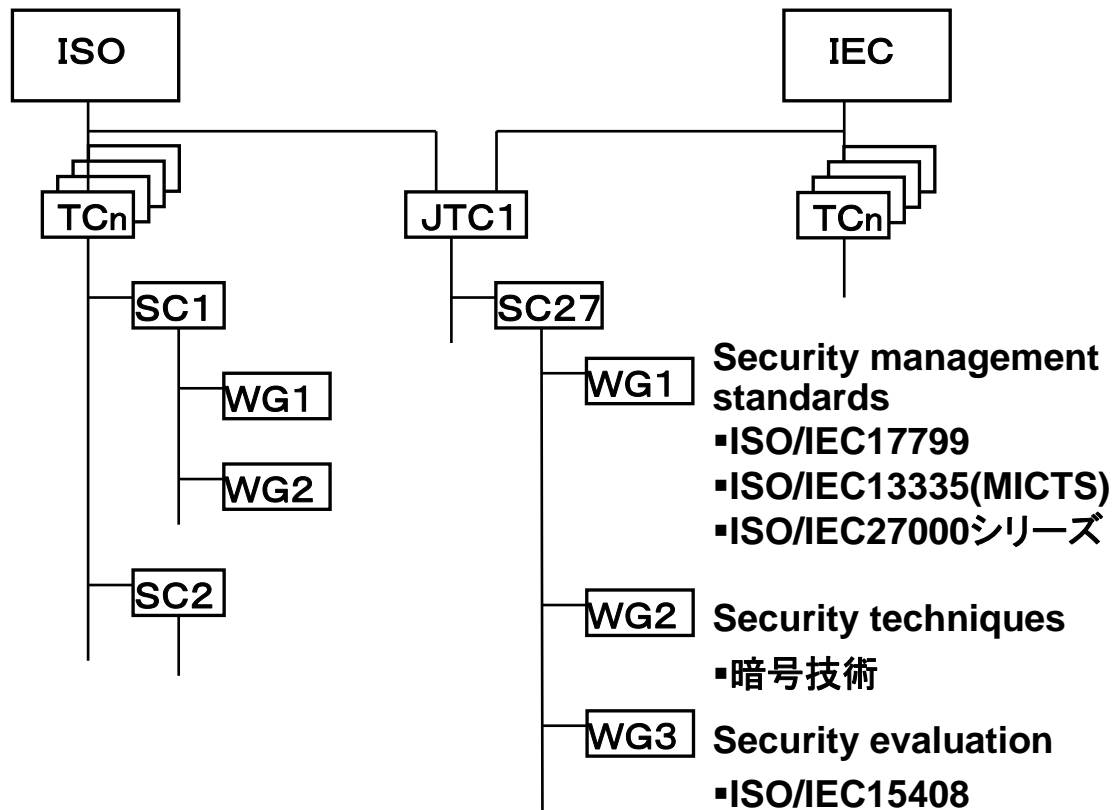 ISO
IEC
TCn
JTC1
TCn
SC1
SC27
WG1
WG2
SC2
WG1
Security management
standards
▪ISO/IEC17799
▪ISO/IEC13335(MICTS)
▪ISO/IEC27000シリーズ
WG2
Security techniques
▪暗号技術
WG3
Security evaluation
▪ISO/IEC15408